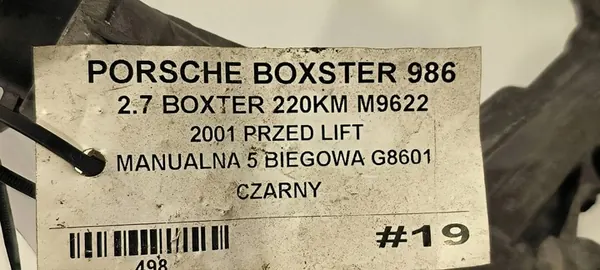 PORSCHE BOXSTER 986
2.7 BOXTER 220KM M9622
2001 PRZED LIFT
MANUALNA 5 BIEGOWA G8601
CZARNY
#19
498